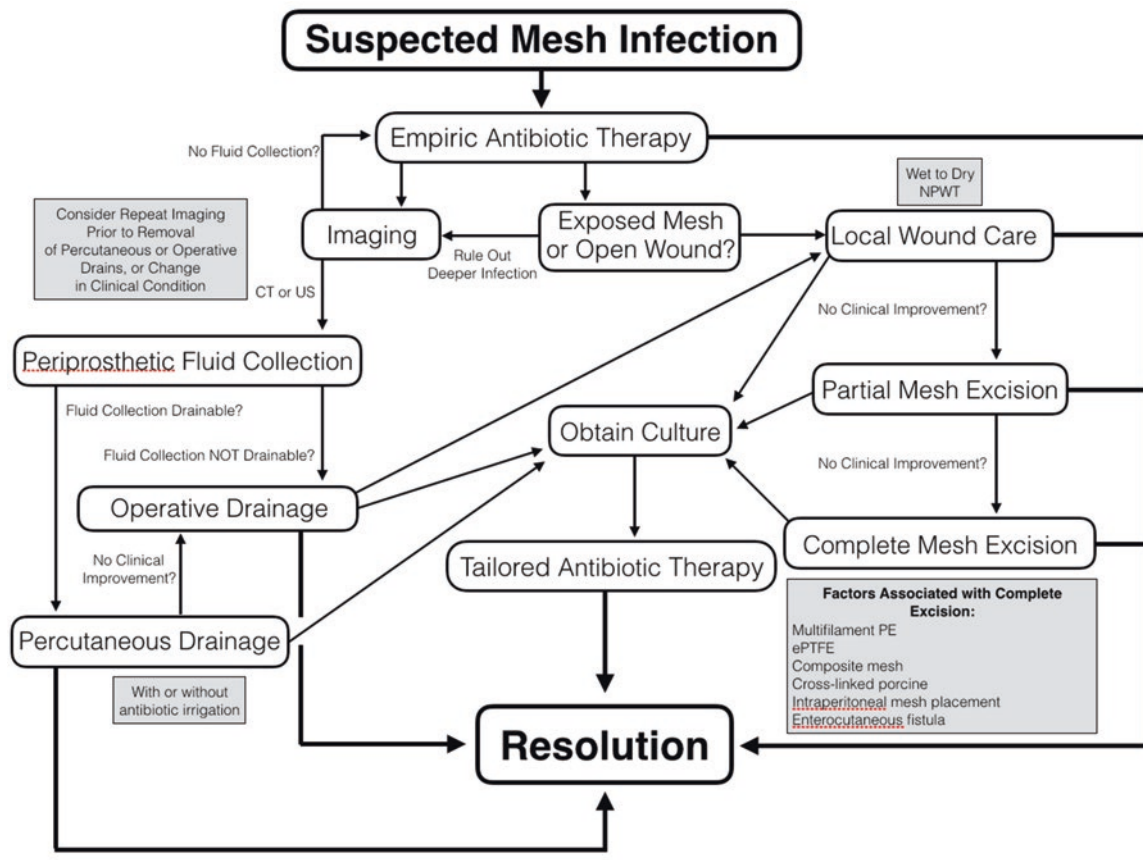 Suspected Mesh Infection
Empiric Antibiotic Therapy
No Fluid Collection?
Wet to Dry
NPWT
Consider Repeat Imaging
Prior to Removal
of Percutaneous or Operative
Drains, or Change
in Clinical Condition
Imaging
Exposed Mesh
or Open Wound?
Local Wound Care
Rule Out
Deeper Infection
CT or US
No Clinical Improvement?
Periprosthetic Fluid Collection
Partial Mesh Excision
Fluid Collection Drainable?
Obtain Culture
Fluid Collection NOT Drainable?
No Clinical Improvement?
Operative Drainage
Complete Mesh Excision
No Clinical
Improvement?
Tailored Antibiotic Therapy
Factors Associated with Complete
Excision:
Multifilament PE
ePTFE
Composite mesh
Cross-linked porcine
Intraperitoneal mesh placement
Enterocutaneous fistula
Percutaneous Drainage
With or without
antibiotic irrigation
Resolution